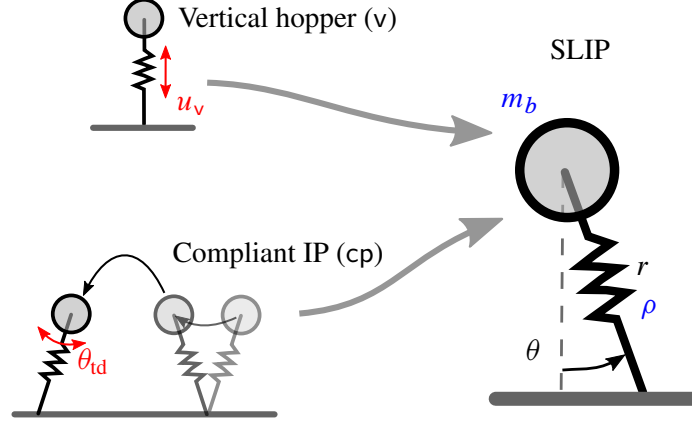 Vertical hopper (v)
u_v
SLIP
m_b
Compliant IP (cp)
r
ρ
θ
θ_td